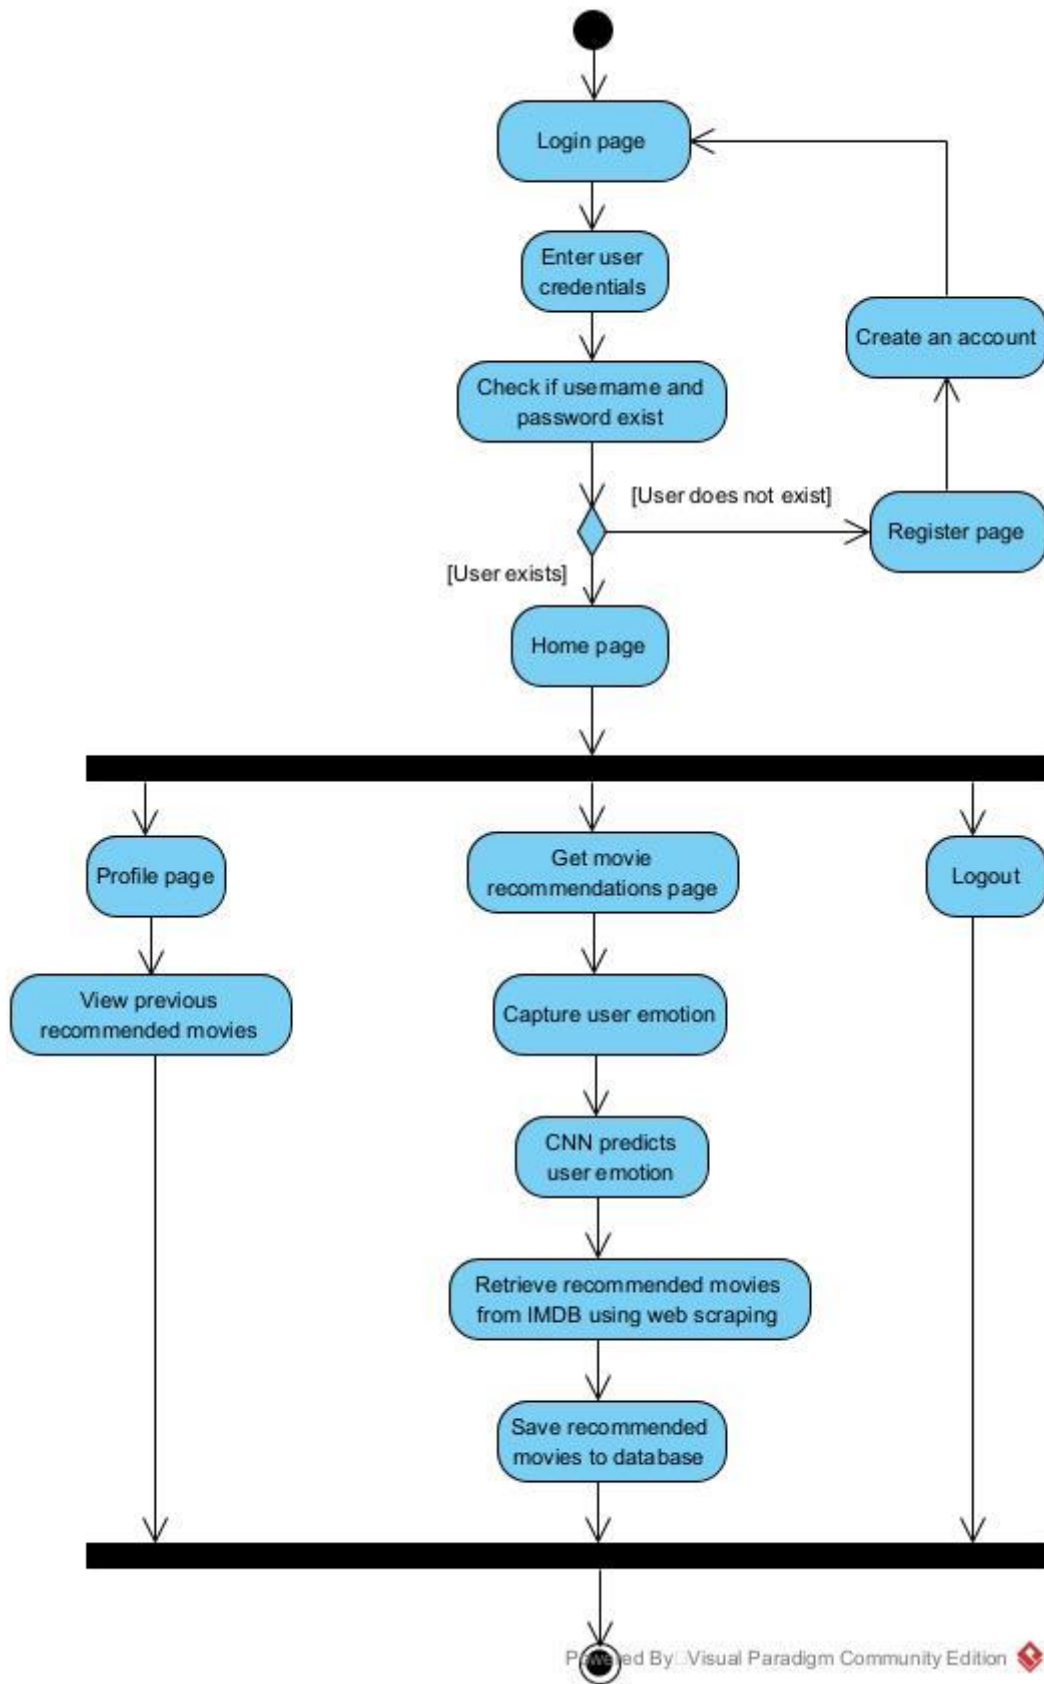 Login page
Enter user
credentials
Create an account
Check if username and
password exist
[User does not exist]
Register page
[User exists]
Home page
Profile page
Get movie
recommendations page
Logout
View previous
recommended movies
Capture user emotion
CNN predicts
user emotion
Retrieve recommended movies
from IMDB using web scraping
Save recommended
movies to database
Powered By Visual Paradigm Community Edition